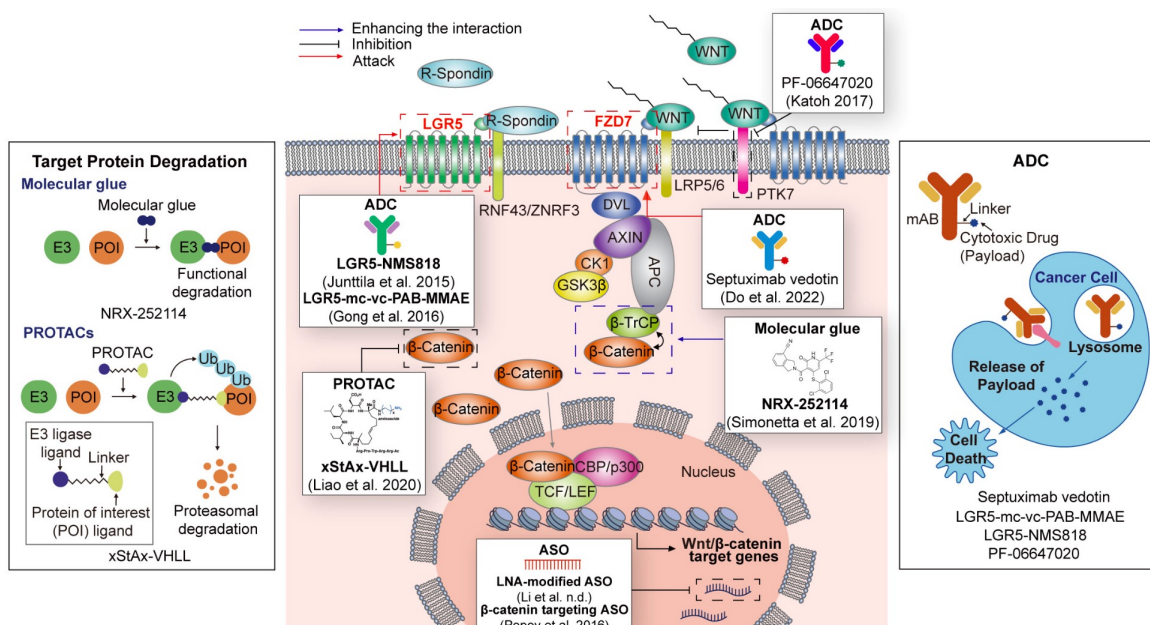 Enhancing the interaction
Inhibition
Attack
R-Spondin
WNT
ADC
PF-06647020
(Katoh 2017)
LGR5
R-Spondin
FZD7
WNT
WNT
LRP5/6
PTK7
RNF43/ZNRF3
Target Protein Degradation
Molecular glue
Molecular glue
E3
POI
E3
POI
Functional
degradation
NRX-252114
PROTACs
PROTAC
Ub
Ub
Ub
E3
POI
E3
POI
E3 ligase
ligand
Linker
Protein of interest
(POI) ligand
Proteasomal
degradation
xStAx-VHLL
ADC
LGR5-NMS818
(Junttila et al. 2015)
LGR5-mc-vc-PAB-MMAE
(Gong et al. 2016)
DVL
AXIN
CK1
GSK3β
APC
β-TrCP
β-Catenin
ADC
Septuximab vedotin
(Do et al. 2022)
Molecular glue
NRX-252114
(Simonetta et al. 2019)
β-Catenin
PROTAC
xStAx-VHLL
(Liao et al. 2020)
β-Catenin
β-Catenin
β-Catenin
CBP/p300
TCF/LEF
Nucleus
Wnt/β-catenin
target genes
ASO
LNA-modified ASO
(Li et al. n.d.)
β-catenin targeting ASO
ADC
mAB
Linker
Cytotoxic Drug
(Payload)
Cancer Cell
Lysosome
Release of
Payload
Cell
Death
Septuximab vedotin
LGR5-mc-vc-PAB-MMAE
LGR5-NMS818
PF-06647020